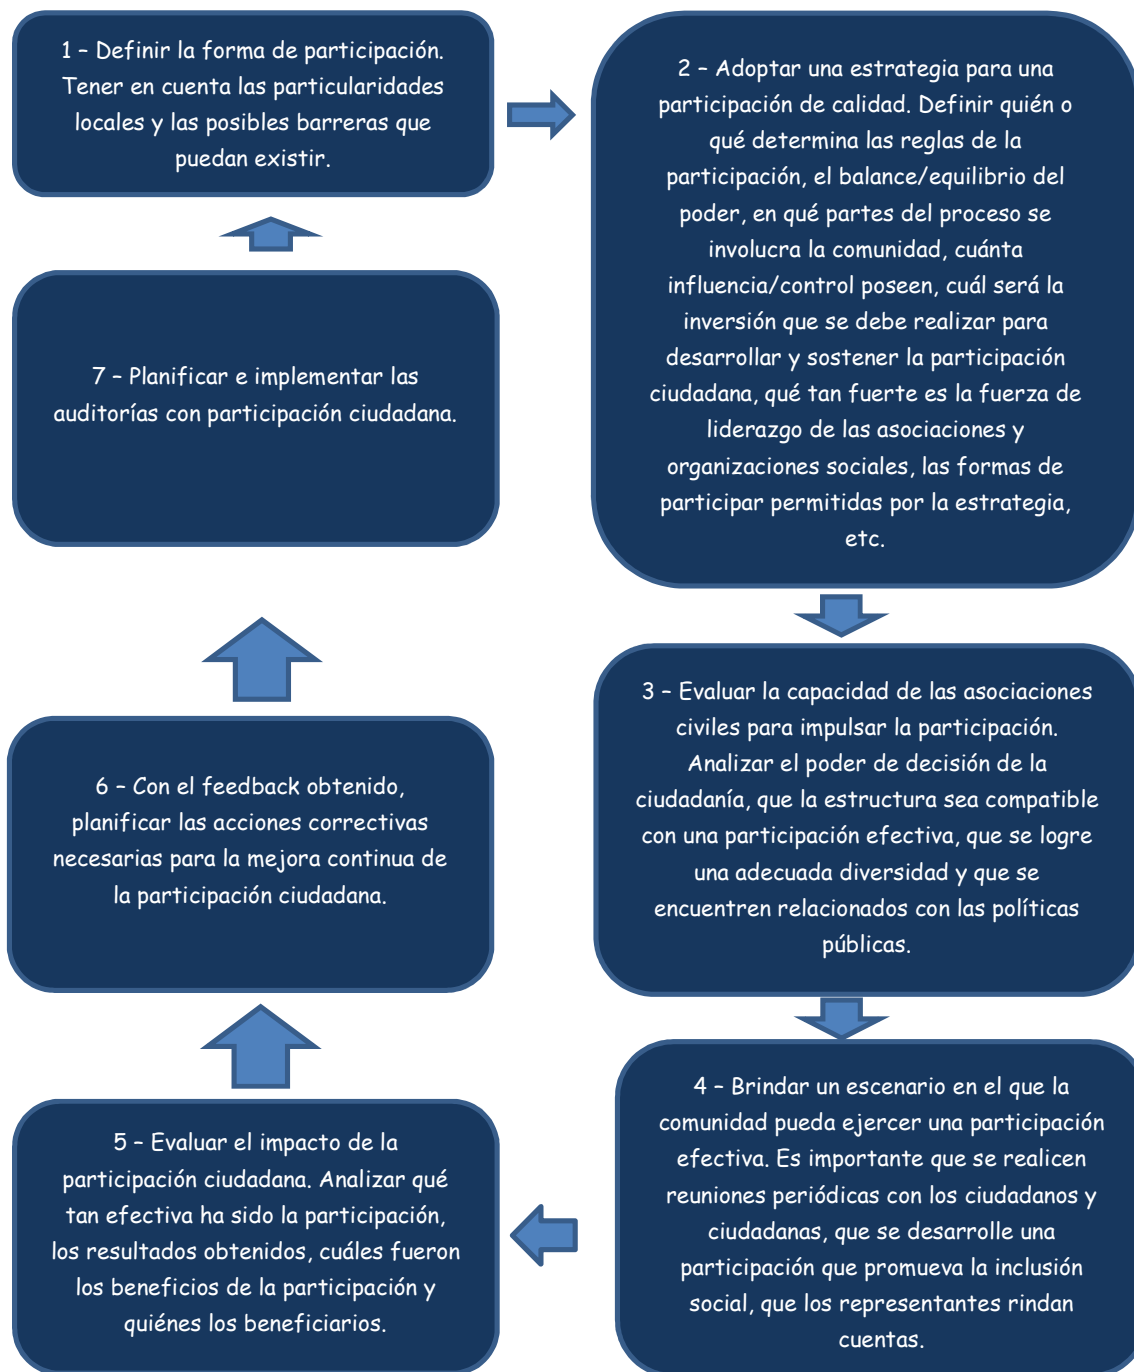 1 – Definir la forma de participación.
Tener en cuenta las particularidades
locales y las posibles barreras que
puedan existir.
2 – Adoptar una estrategia para una
participación de calidad. Definir quién o
qué determina las reglas de la
participación, el balance/equilibrio del
poder, en qué partes del proceso se
involucra la comunidad, cuánta
influencia/control poseen, cuál será la
inversión que se debe realizar para
desarrollar y sostener la participación
ciudadana, qué tan fuerte es la fuerza de
liderazgo de las asociaciones y
organizaciones sociales, las formas de
participar permitidas por la estrategia,
etc.
3 – Evaluar la capacidad de las asociaciones
civiles para impulsar la participación.
Analizar el poder de decisión de la
ciudadanía, que la estructura sea compatible
con una participación efectiva, que se logre
una adecuada diversidad y que se
encuentren relacionados con las políticas
públicas.
4 – Brindar un escenario en el que la
comunidad pueda ejercer una participación
efectiva. Es importante que se realicen
reuniones periódicas con los ciudadanos y
ciudadanas, que se desarrolle una
participación que promueva la inclusión
social, que los representantes rindan
cuentas.
5 – Evaluar el impacto de la
participación ciudadana. Analizar qué
tan efectiva ha sido la participación,
los resultados obtenidos, cuáles fueron
los beneficios de la participación y
quiénes los beneficiarios.
6 – Con el feedback obtenido,
planificar las acciones correctivas
necesarias para la mejora continua de
la participación ciudadana.
7 – Planificar e implementar las
auditorías con participación ciudadana.